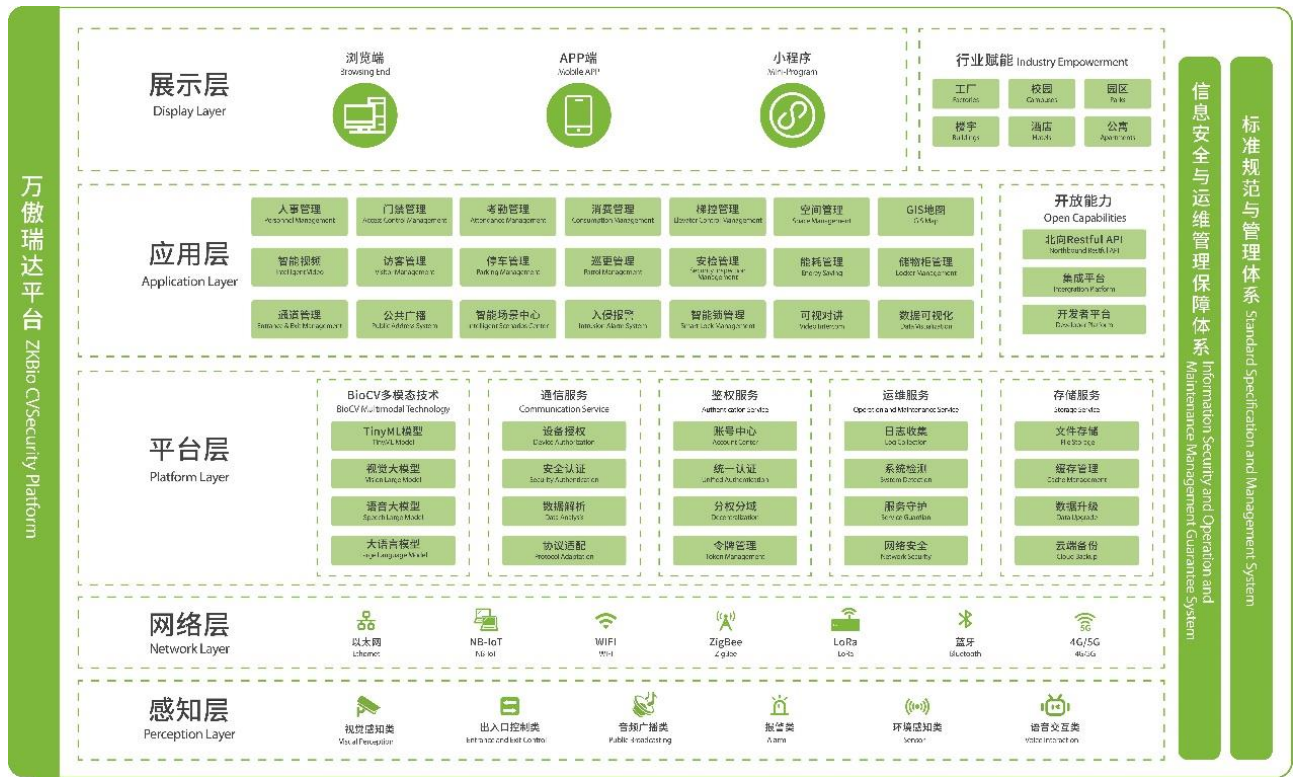 万傲瑞达平台 ZKBio CVSecurity Platform
展示层
Display Layer
浏览端
Browsing End
APP端
Mobile APP
小程序
Mini-Program
行业赋能 Industry Empowerment
工厂
Factories
校园
Campuses
园区
Parks
楼宇
Buildings
酒店
Hotels
公寓
Apartments
应用层
Application Layer
人事管理
Personnel Management
门禁管理
Access Control Management
考勤管理
Attendance Management
消费管理
Consumption Management
梯控管理
Elevator Control Management
空间管理
Space Management
GIS地图
GIS Map
智能视频
Intelligent Video
访客管理
Visitor Management
停车管理
Parking Management
巡更管理
Patrol Management
安检管理
Security Inspection
Management
能耗管理
Energy Saving
储物柜管理
Locker Management
通道管理
Entrance & Exit Management
公共广播
Public Address System
智能场景中心
Intelligent Scenarios Center
入侵报警
Intrusion Alarm System
智能锁管理
Smart Lock Management
可视对讲
Video Intercom
数据可视化
Data Visualization
开放能力
Open Capabilities
北向Restful API
Northbound Restful API
集成平台
Intergration Platform
开发者平台
Developer Platform
平台层
Platform Layer
BioCV多模态技术
BioCV Multimodal Technology
TinyML模型
TinyML Model
视觉大模型
Vision Large Model
语音大模型
Speech Large Model
大语言模型
Large Language Model
通信服务
Communication Service
设备授权
Device Authorization
安全认证
Security Authentication
数据解析
Data Analysis
协议适配
Protocol Adaptation
鉴权服务
Authentication Service
账号中心
Account Center
统一认证
Unified Authentication
分权分域
Decentralization
令牌管理
Token Management
运维服务
Operation and Maintenance Service
日志收集
Log Collection
系统检测
System Detection
服务守护
Service Guardian
网络安全
Network Security
存储服务
Storage Service
文件存储
File Storage
缓存管理
Cache Management
数据升级
Data Upgrade
云端备份
Cloud Backup
网络层
Network Layer
以太网
Ethernet
NB-IoT
NB-IoT
WIFI
WIFI
ZigBee
ZigBee
LoRa
LoRa
蓝牙
Bluetooth
5G
4G/5G
4G/5G
感知层
Perception Layer
视觉感知类
Visual Perception
出入口控制类
Entrance and Exit Control
音频广播类
Public Broadcasting
报警类
Alarm
环境感知类
Sensor
语音交互类
Voice Interaction
信息安全与运维管理保障体系
Information Security and Operation and
Maintenance Management Guarantee System
标准规范与管理体系 Standard Specification and Management System